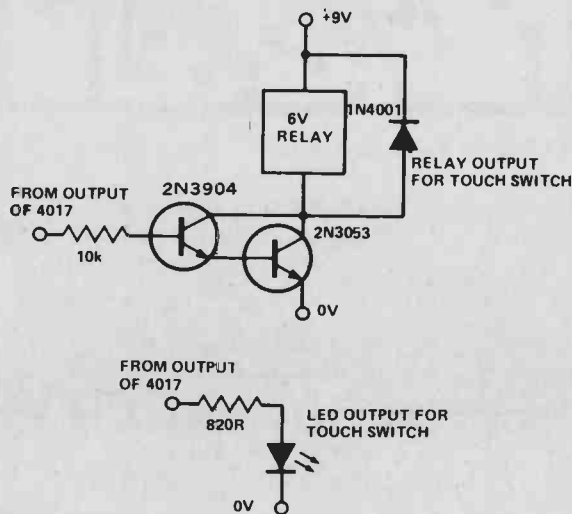 +9V
6V
RELAY
1N4001
RELAY OUTPUT
FOR TOUCH SWITCH
FROM OUTPUT
OF 4017
2N3904
10k
2N3053
0V
FROM OUTPUT
OF 4017
820R
LED OUTPUT FOR
TOUCH SWITCH
0V